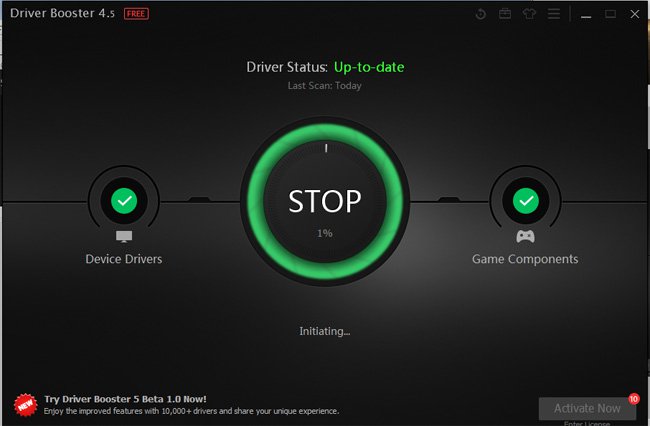 Driver Booster 4.5 FREE
Driver Status: Up-to-date
Last Scan: Today
STOP
1%
Device Drivers
Game Components
Initiating...
NEW
Try Driver Booster 5 Beta 1.0 Now!
Enjoy the improved features with 10,000+ drivers and share your unique experience.
10
Activate Now
Enter License